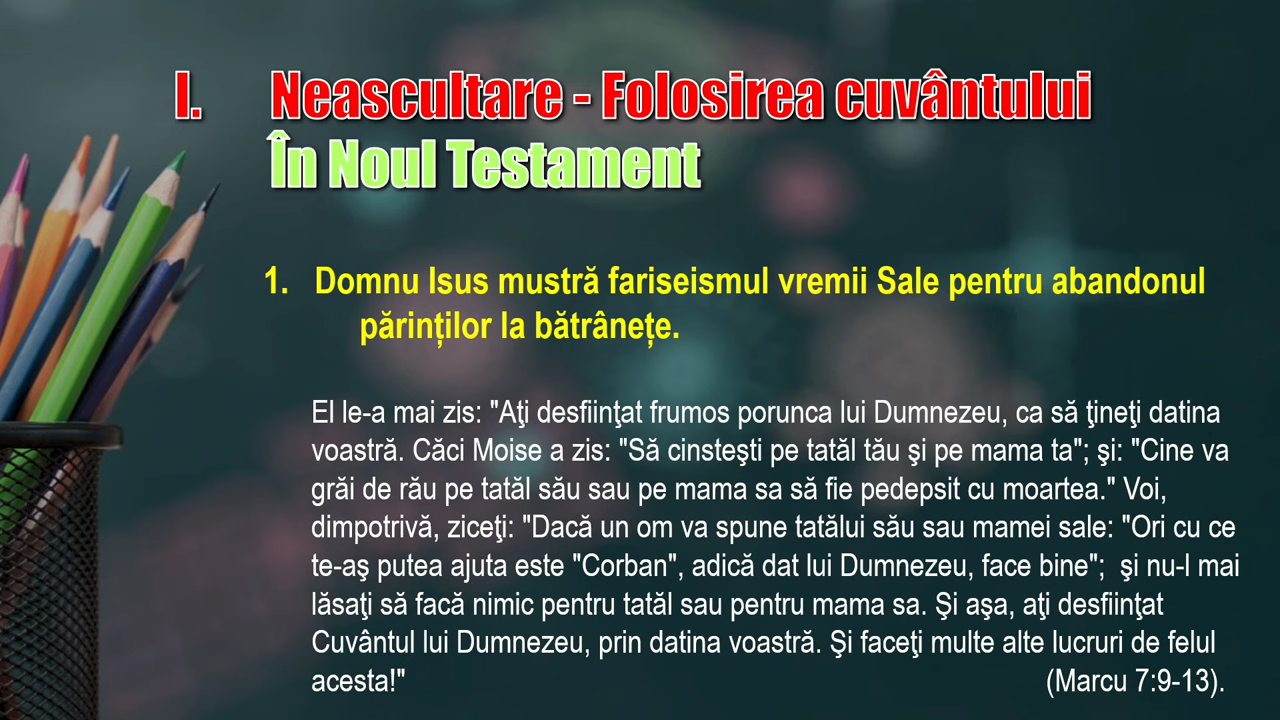 I. Neascultare - Folosirea cuvântului
În Noul Testament
1. Domnu Isus mustră fariseismul vremii Sale pentru abandonul
părinților la bătrânețe.
El le-a mai zis: "Aţi desfiinţat frumos porunca lui Dumnezeu, ca să ţineţi datina
voastră. Căci Moise a zis: "Să cinsteşti pe tatăl tău şi pe mama ta"; şi: "Cine va
grăi de rău pe tatăl său sau pe mama sa să fie pedepsit cu moartea." Voi,
dimpotrivă, ziceţi: "Dacă un om va spune tatălui său sau mamei sale: "Ori cu ce
te-aş putea ajuta este "Corban", adică dat lui Dumnezeu, face bine"; şi nu-l mai
lăsaţi să facă nimic pentru tatăl sau pentru mama sa. Şi aşa, aţi desfiinţat
Cuvântul lui Dumnezeu, prin datina voastră. Şi faceţi multe alte lucruri de felul
acesta!" (Marcu 7:9-13).